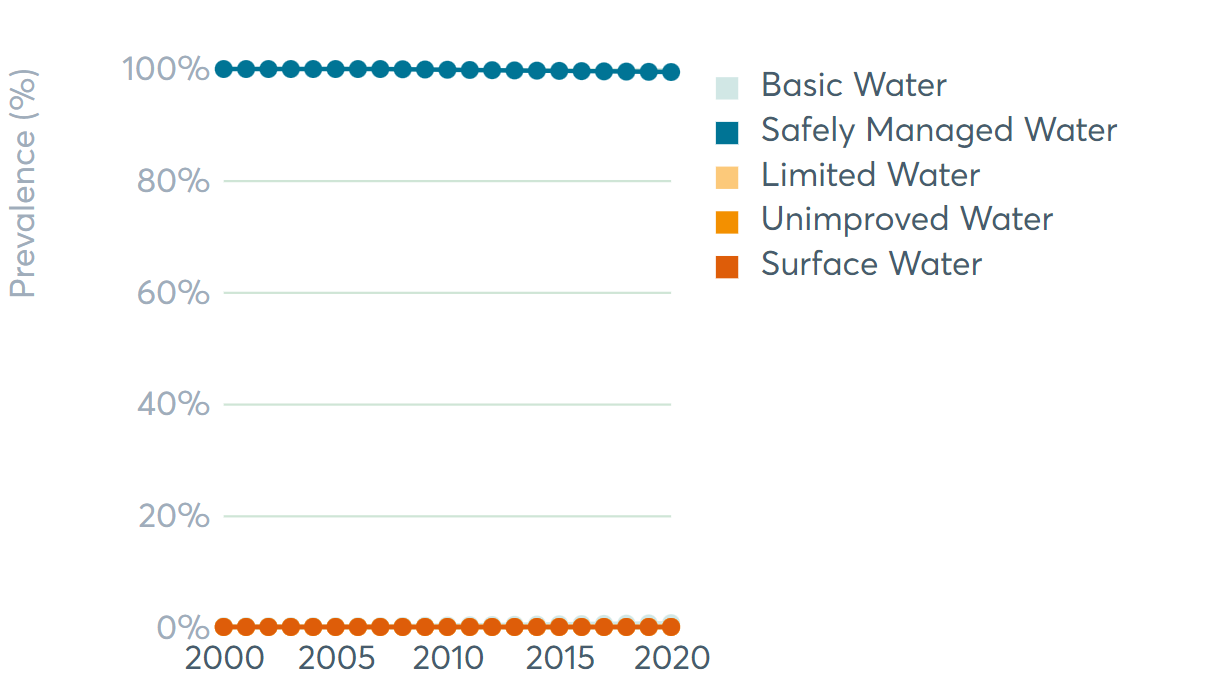 Prevalence (%)
100%
80%
60%
40%
20%
0%
2000 2005 2010 2015 2020
Basic Water
Safely Managed Water
Limited Water
Unimproved Water
Surface Water